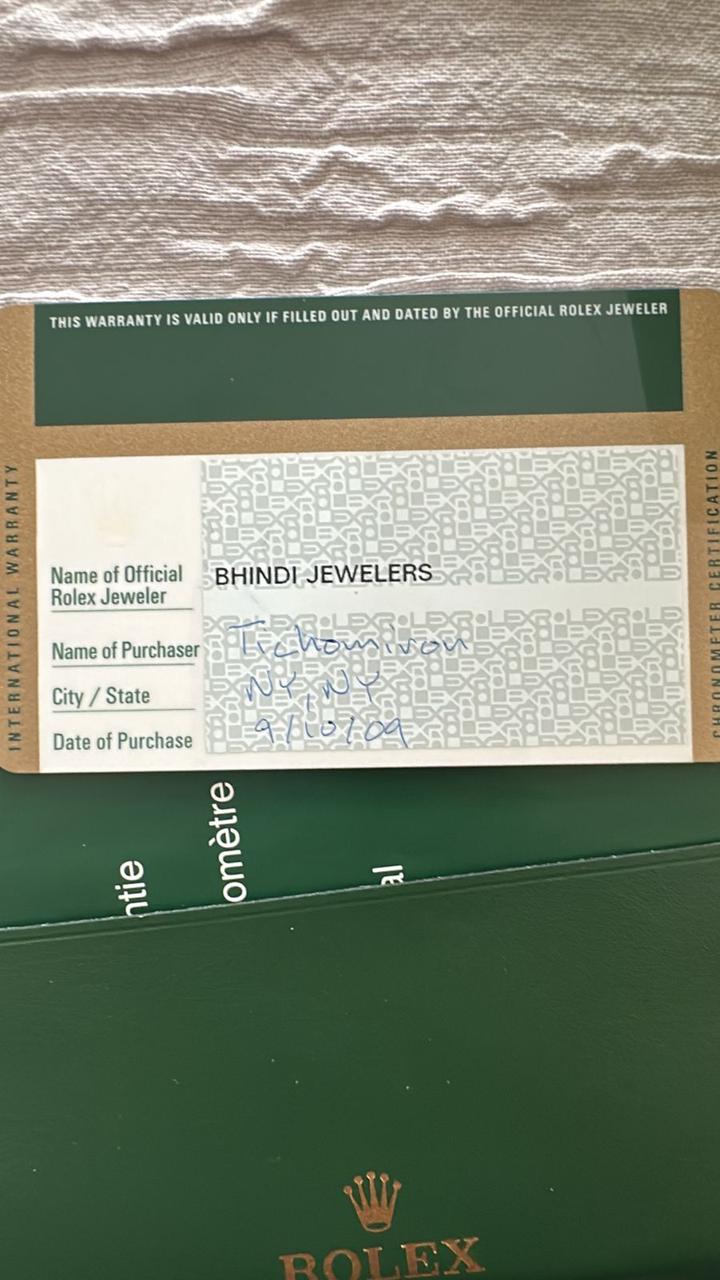 THIS WARRANTY IS VALID ONLY IF FILLED OUT AND DATED BY THE OFFICIAL ROLEX JEWELER
INTERNATIONAL WARRANTY
CHRONOMETER CERTIFICATION
Name of Official
Rolex Jeweler
BHINDI JEWELERS
Name of Purchaser
City / State
NY, NY
Date of Purchase
9/10/09
ntie
omètre
al
ROLEX